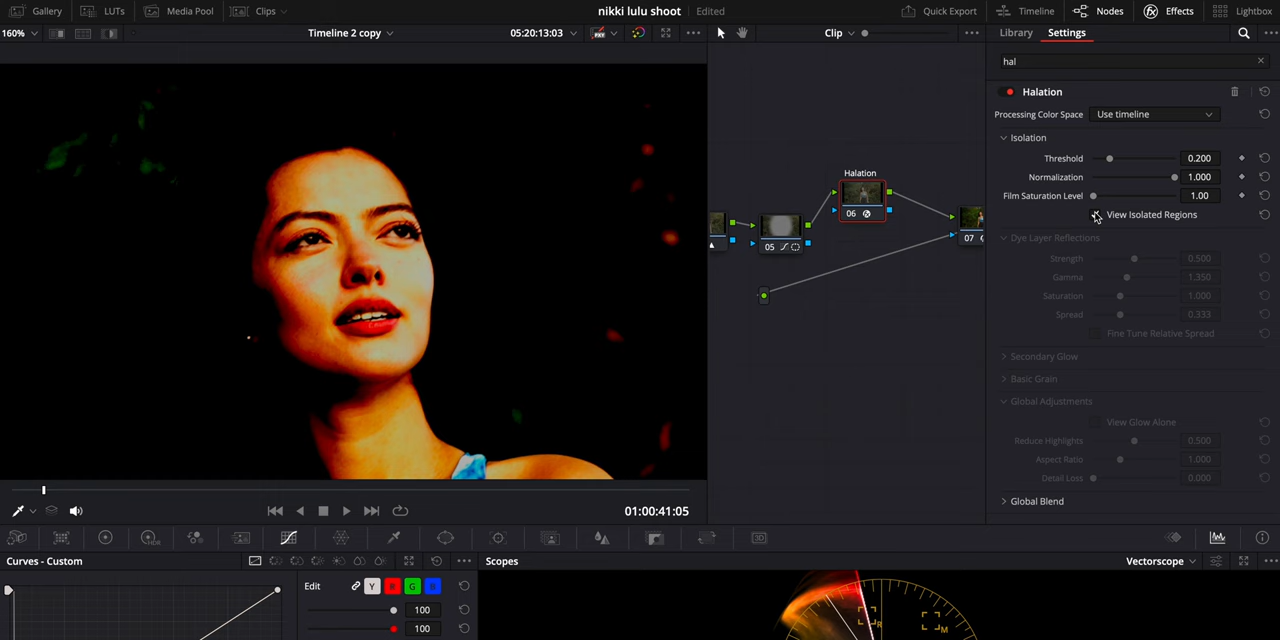 Gallery LUTs Media Pool Clips nikki lulu shoot Edited Quick Export Timeline Nodes Effects Lightbox
160% Timeline 2 copy 05:20:13:03 Clip Library Settings
hal
Halation
Processing Color Space Use timeline
Isolation
Threshold 0.200
Normalization 1.000
Film Saturation Level 1.00
View Isolated Regions
Dye Layer Reflections
Strength 0.500
Gamma 1.350
Saturation 1.000
Spread 0.333
Fine Tune Relative Spread
Secondary Glow
Basic Grain
Global Adjustments
View Glow Alone
Reduce Highlights 0.500
Aspect Ratio 1.000
Detail Loss 0.000
Global Blend
Halation
06
05
07
01:00:41:05
HDR
3D
Curves - Custom
Edit Y R G B
100
100
Scopes Vectorscope
R
M